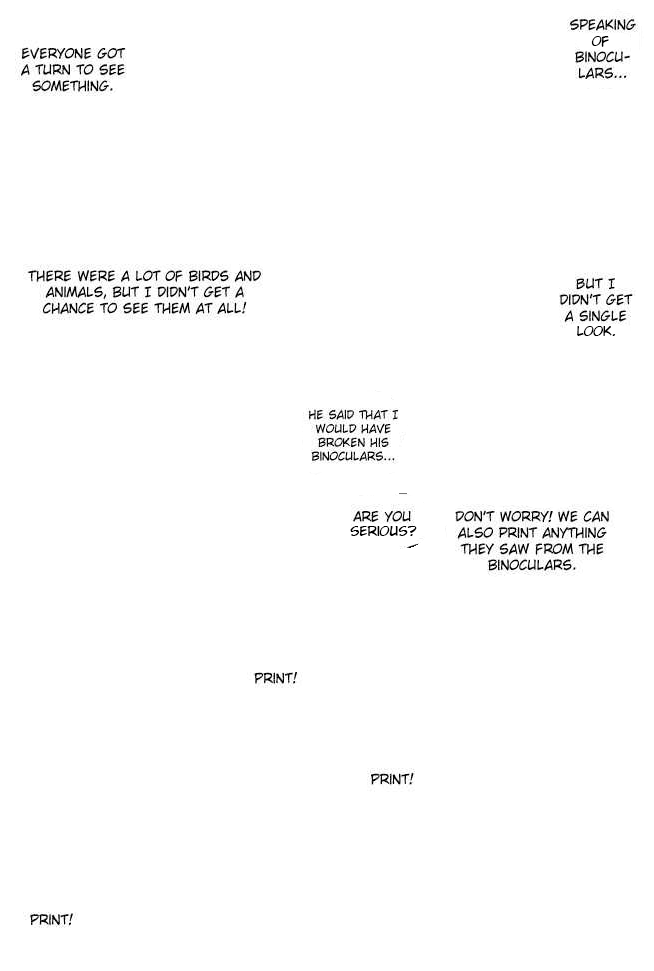 SPEAKING
OF
BINOCU-
LARS...
EVERYONE GOT
A TURN TO SEE
SOMETHING.
BUT I
DIDN'T GET
A SINGLE
LOOK.
THERE WERE A LOT OF BIRDS AND
ANIMALS, BUT I DIDN'T GET A
CHANCE TO SEE THEM AT ALL!
HE SAID THAT I
WOULD HAVE
BROKEN HIS
BINOCULARS...
DON'T WORRY! WE CAN
ALSO PRINT ANYTHING
THEY SAW FROM THE
BINOCULARS.
ARE YOU
SERIOUS?
PRINT!
PRINT!
PRINT!